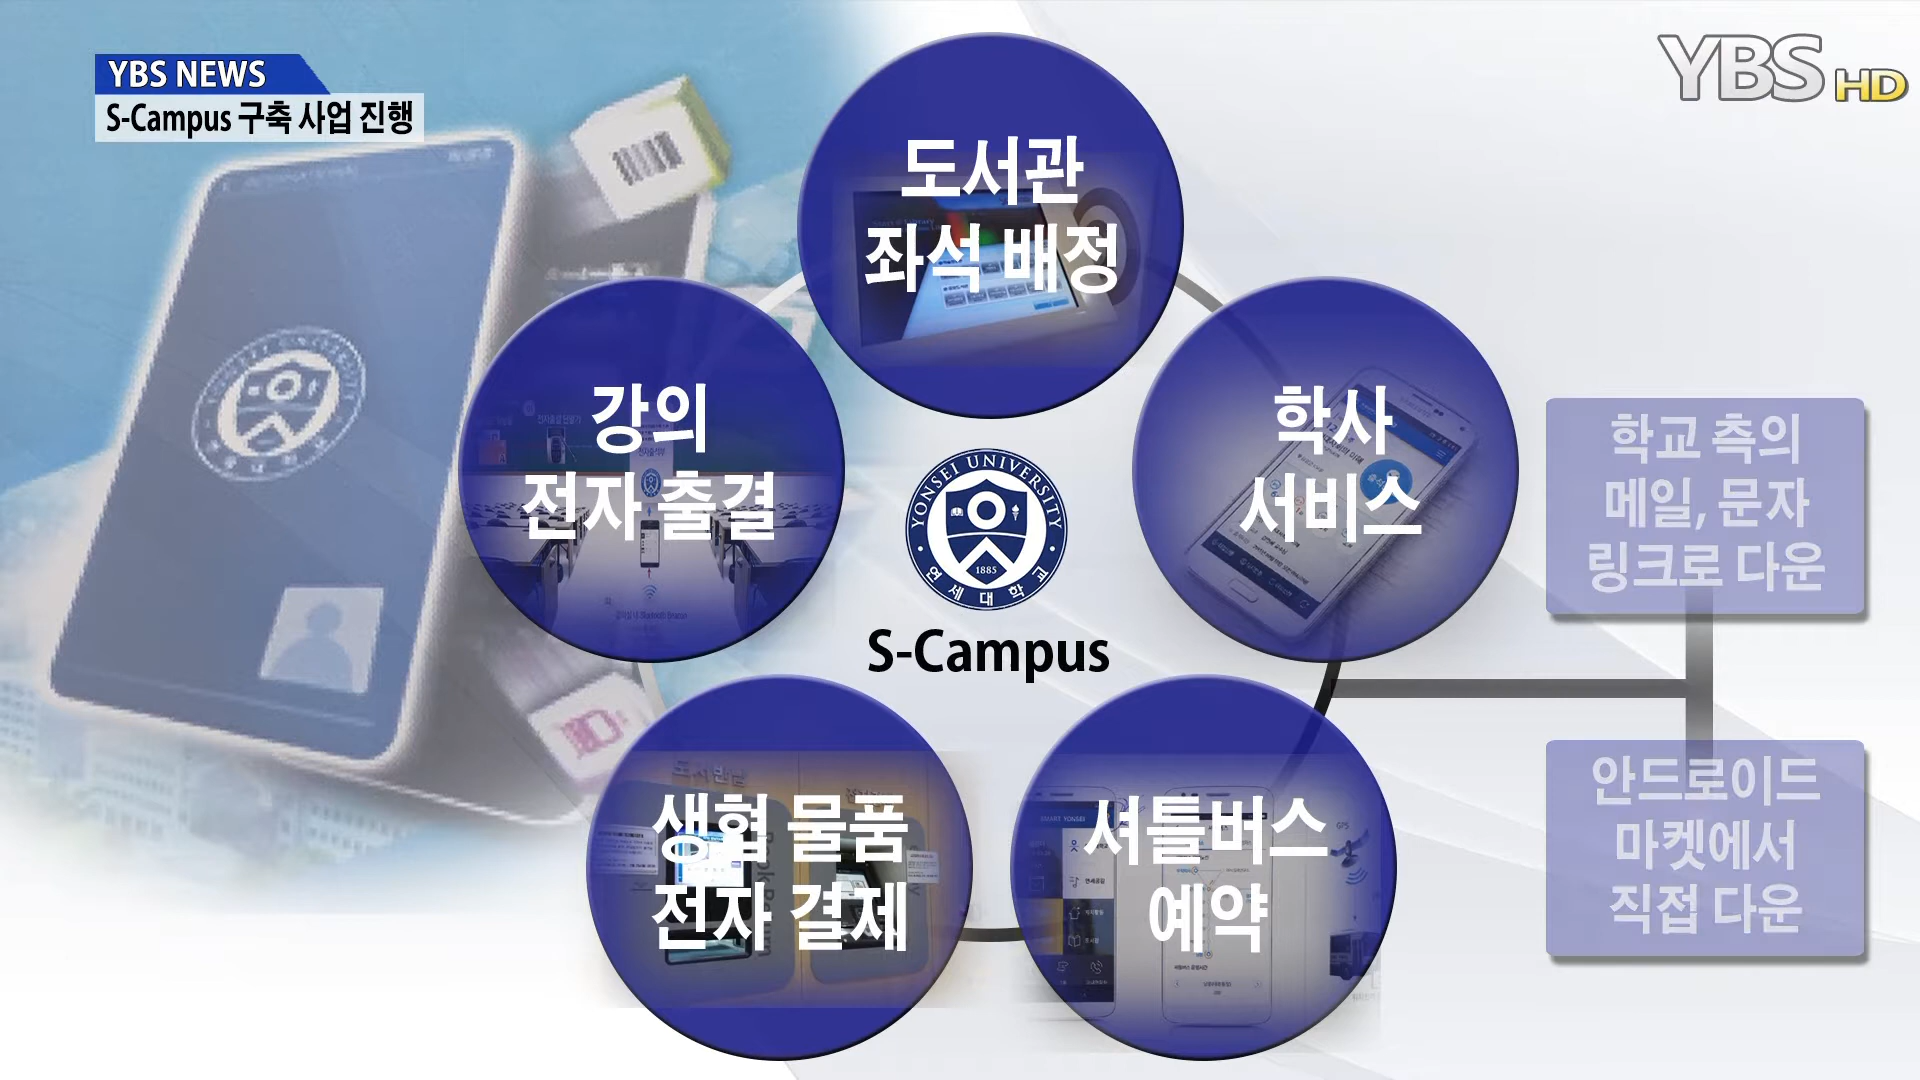 YBS NEWS
S-Campus 구축 사업 진행
YBS HD
도서관
좌석 배정
강의
전자 출결
학사
서비스
YONSEI UNIVERSITY
1885
연세대학교
S-Campus
생협 물품
전자 결제
셔틀버스
예약
학교 측의
메일, 문자
링크로 다운
안드로이드
마켓에서
직접 다운
SMART YONSEI
GPS